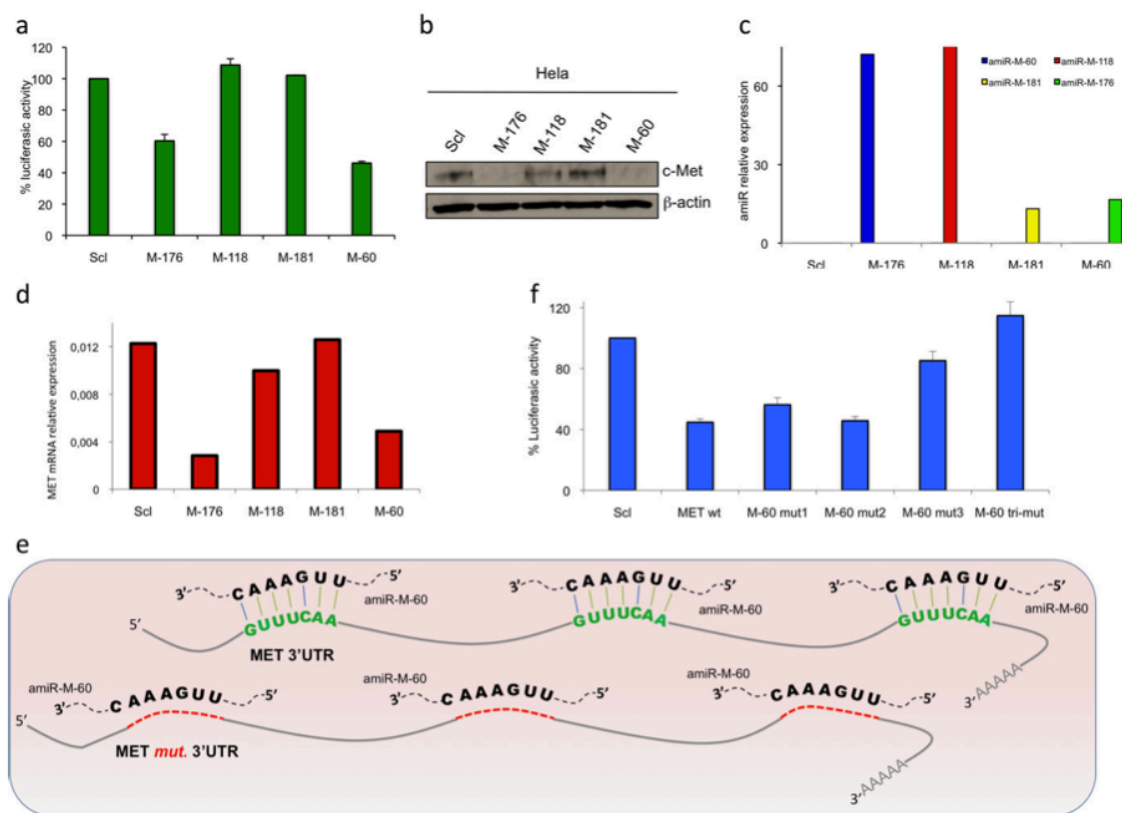 a
120
100
80
60
40
20
0
% luciferasic activity
Scl M-176 M-118 M-181 M-60
b
Hela
Scl M-176 M-118 M-181 M-60
c-Met
β-actin
c
60
30
0
amiR relative expression
amiR-M-60 amiR-M-118
amiR-M-181 amiR-M-176
Scl M-176 M-118 M-181 M-60
d
0,012
0,008
0,004
0
MET mRNA relative expression
Scl M-176 M-118 M-181 M-60
f
120
80
40
0
% Luciferasic activity
Scl MET wt M-60 mut1 M-60 mut2 M-60 mut3 M-60 tri-mut
e
3' CAAAGUU 5' 3' CAAAGUU 5' 3' CAAAGUU 5'
amiR-M-60 amiR-M-60 amiR-M-60
5' GUUUCAA GUUUCAA GUUUCAA
MET 3'UTR
3' AAAAA
amiR-M-60 amiR-M-60 amiR-M-60
3' CAAAGUU 5' 3' CAAAGUU 5' 3' CAAAGUU 5'
5'
MET mut. 3'UTR
3' AAAAA